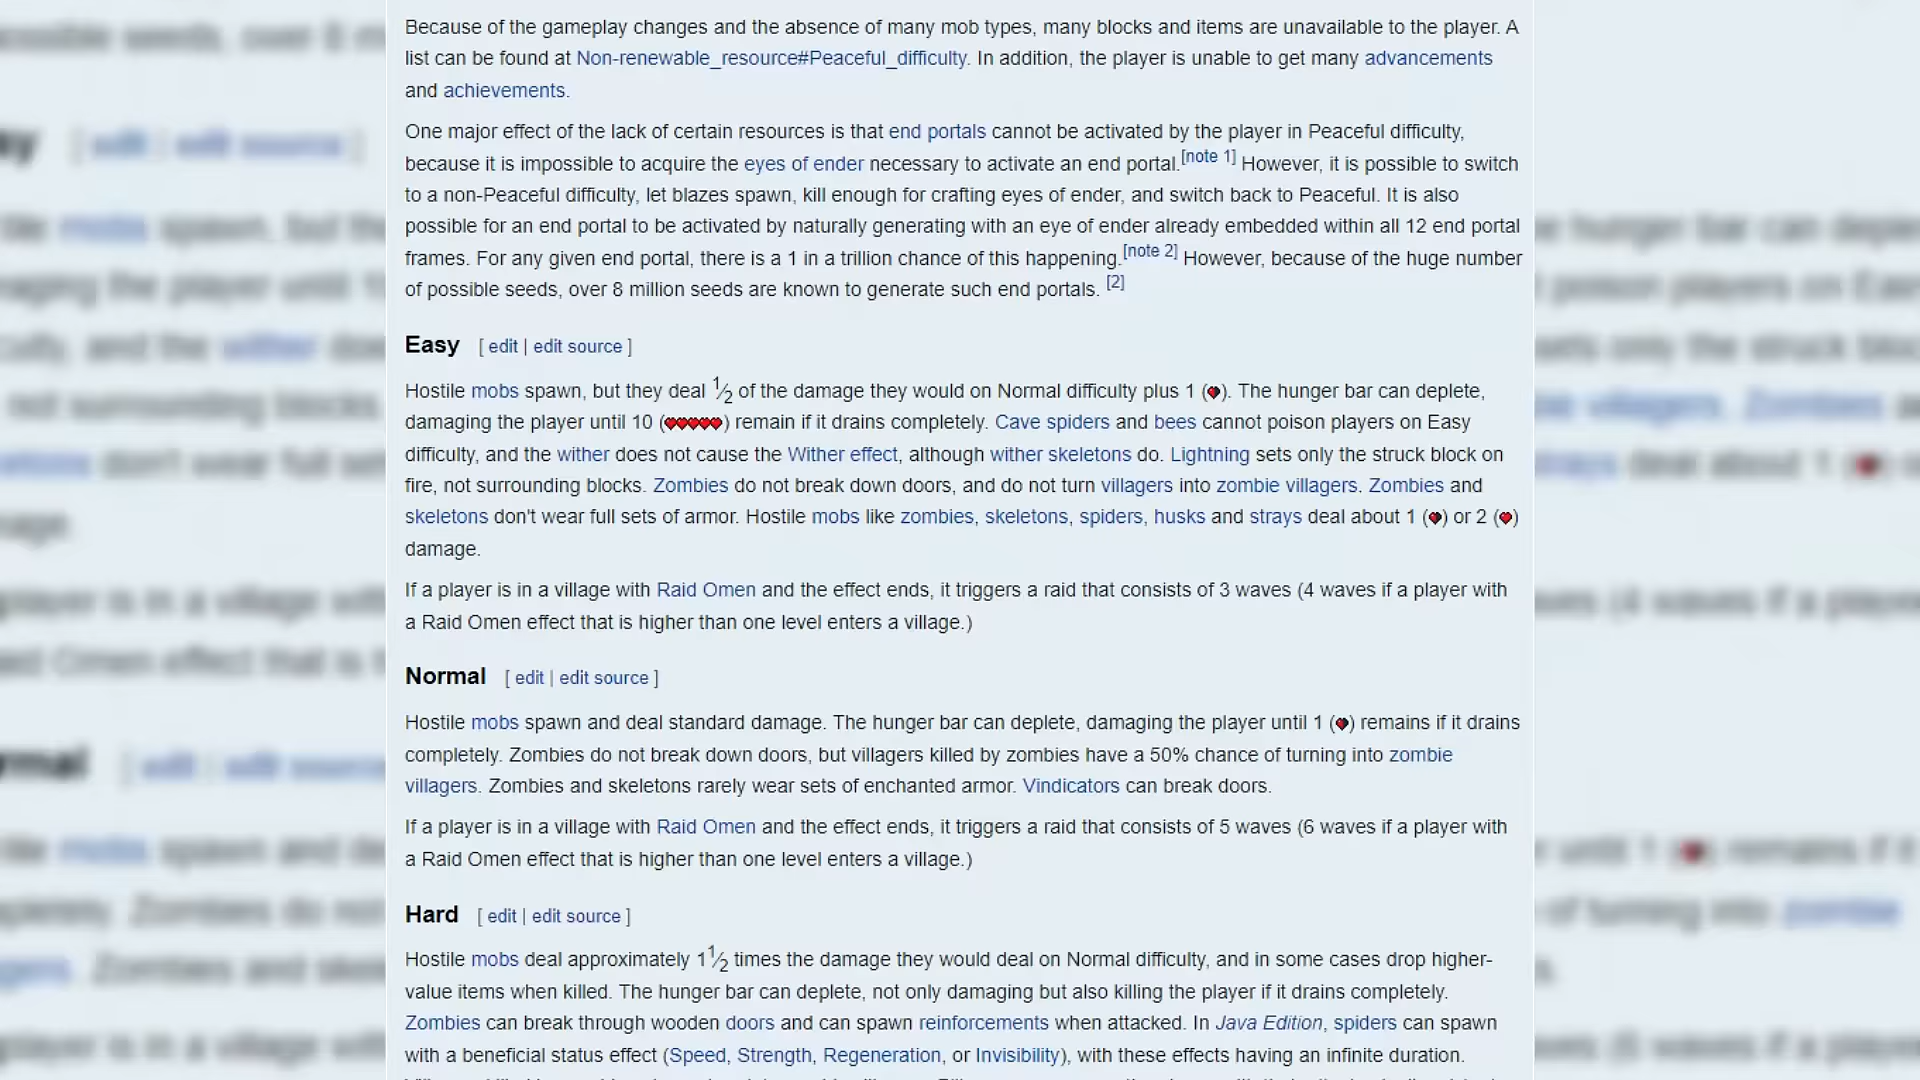 Because of the gameplay changes and the absence of many mob types, many blocks and items are unavailable to the player. A
list can be found at Non-renewable_resource#Peaceful_difficulty. In addition, the player is unable to get many advancements
and achievements.
One major effect of the lack of certain resources is that end portals cannot be activated by the player in Peaceful difficulty,
because it is impossible to acquire the eyes of ender necessary to activate an end portal.[note 1] However, it is possible to switch
to a non-Peaceful difficulty, let blazes spawn, kill enough for crafting eyes of ender, and switch back to Peaceful. It is also
possible for an end portal to be activated by naturally generating with an eye of ender already embedded within all 12 end portal
frames. For any given end portal, there is a 1 in a trillion chance of this happening.[note 2] However, because of the huge number
of possible seeds, over 8 million seeds are known to generate such end portals. [2]
Easy [ edit | edit source ]
Hostile mobs spawn, but they deal 1⁄2 of the damage they would on Normal difficulty plus 1 (). The hunger bar can deplete,
damaging the player until 10 () remain if it drains completely. Cave spiders and bees cannot poison players on Easy
difficulty, and the wither does not cause the Wither effect, although wither skeletons do. Lightning sets only the struck block on
fire, not surrounding blocks. Zombies do not break down doors, and do not turn villagers into zombie villagers. Zombies and
skeletons don't wear full sets of armor. Hostile mobs like zombies, skeletons, spiders, husks and strays deal about 1 () or 2 ()
damage.
If a player is in a village with Raid Omen and the effect ends, it triggers a raid that consists of 3 waves (4 waves if a player with
a Raid Omen effect that is higher than one level enters a village.)
Normal [ edit | edit source ]
Hostile mobs spawn and deal standard damage. The hunger bar can deplete, damaging the player until 1 () remains if it drains
completely. Zombies do not break down doors, but villagers killed by zombies have a 50% chance of turning into zombie
villagers. Zombies and skeletons rarely wear sets of enchanted armor. Vindicators can break doors.
If a player is in a village with Raid Omen and the effect ends, it triggers a raid that consists of 5 waves (6 waves if a player with
a Raid Omen effect that is higher than one level enters a village.)
Hard [ edit | edit source ]
Hostile mobs deal approximately 1 1⁄2 times the damage they would deal on Normal difficulty, and in some cases drop higher-
value items when killed. The hunger bar can deplete, not only damaging but also killing the player if it drains completely.
Zombies can break through wooden doors and can spawn reinforcements when attacked. In Java Edition, spiders can spawn
with a beneficial status effect (Speed, Strength, Regeneration, or Invisibility), with these effects having an infinite duration.